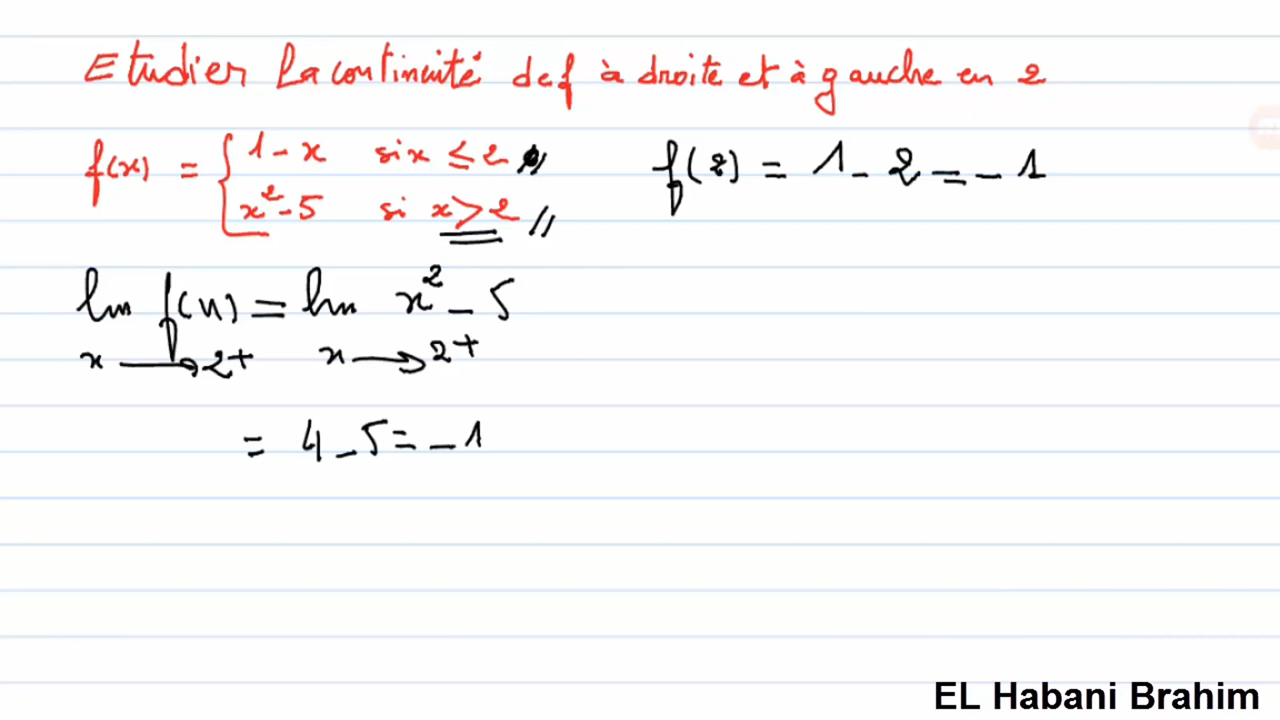 Etudier la continuité de f à droite et à gauche en 2
f(x) = { 1 - x si x ≤ 2 // f(2) = 1 - 2 = - 1
x² - 5 si x > 2 //
lim f(x) = lim x² - 5
x → 2+ x → 2+
= 4 - 5 = - 1
EL Habani Brahim